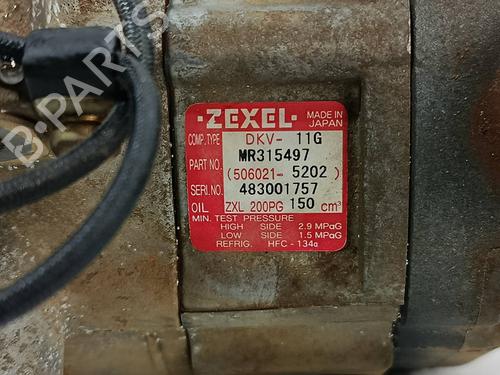 ·ZEXEL·
MADE IN
JAPAN
COMP.TYPE DKV- 11G
PART NO. MR315497
(506021- 5202)
SERI.NO. 483001757
OIL ZXL 200PG 150 cm³
MIN. TEST PRESSURE
HIGH SIDE 2.9 MPaG
LOW SIDE 1.5 MPaG
REFRIG. HFC-134a
B-PARTS